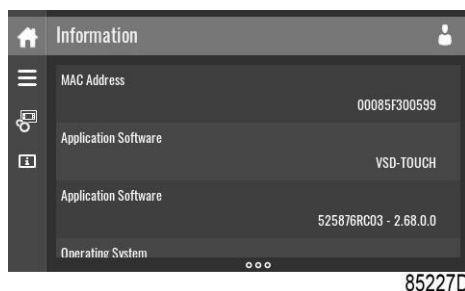 Information
MAC Address
00085F300599
Application Software
VSD-TOUCH
Application Software
525876RC03 - 2.68.0.0
Operating System
85227D